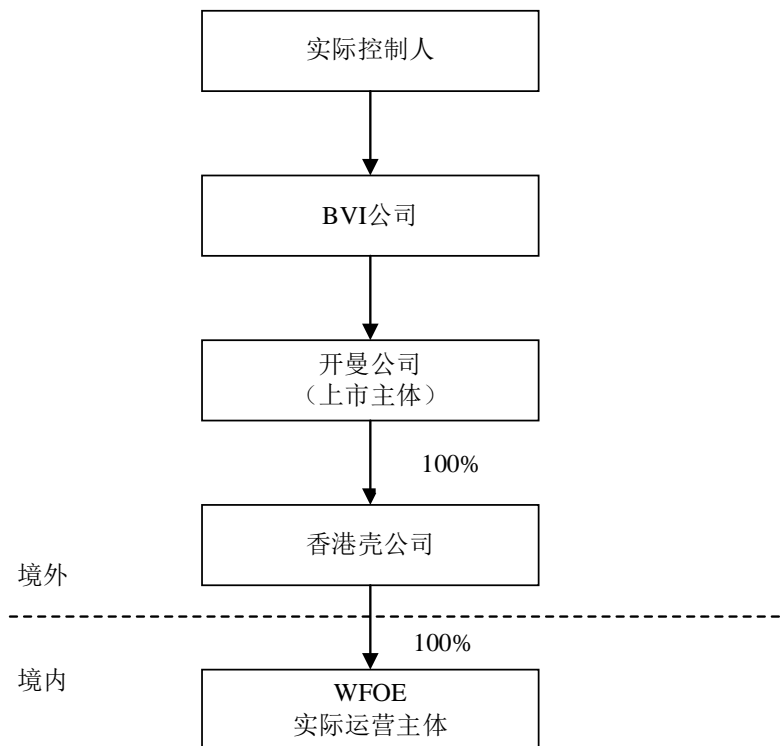 实际控制人
BVI公司
开曼公司
（上市主体）
100%
香港壳公司
境外
100%
境内
WFOE
实际运营主体